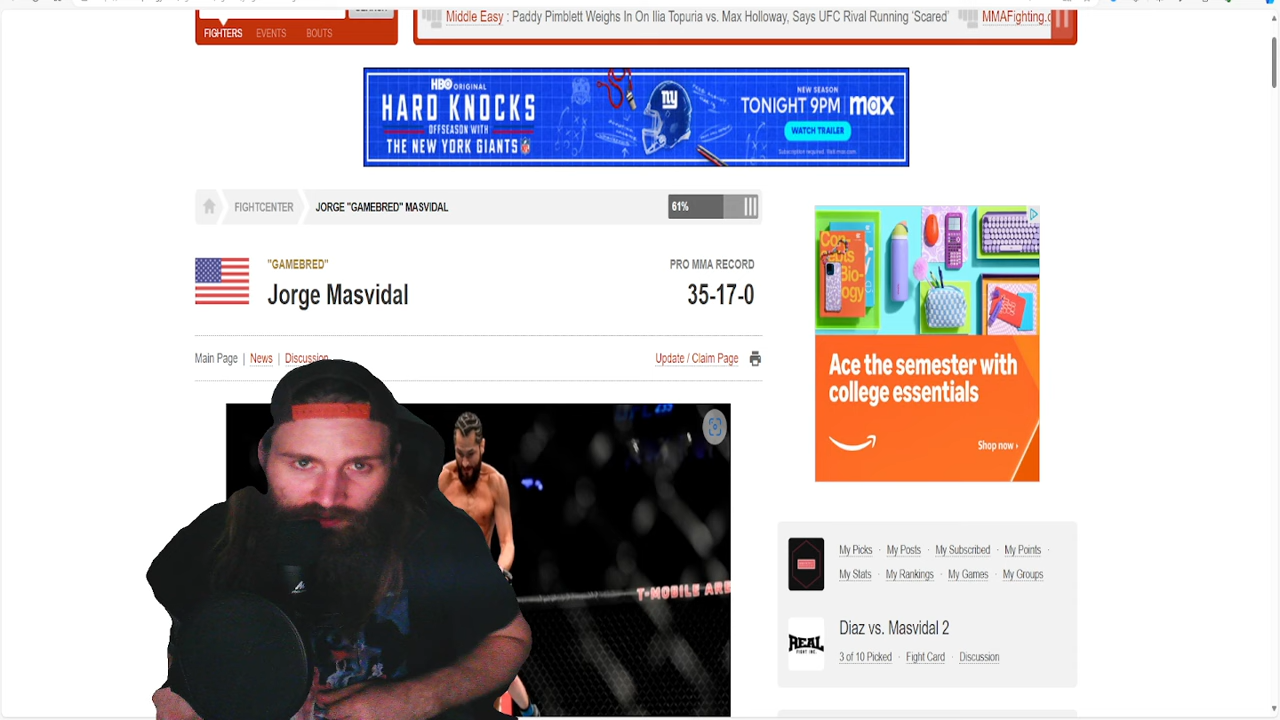 SEARCH
FIGHTERS EVENTS BOUTS
Middle Easy : Paddy Pimblett Weighs In On Ilia Topuria vs. Max Holloway, Says UFC Rival Running 'Scared'
MMAFighting.c
HBO ORIGINAL
HARD KNOCKS
OFFSEASON WITH
THE NEW YORK GIANTS
ny
NEW SEASON
TONIGHT 9PM | max
WATCH TRAILER
FIGHTCENTER
JORGE "GAMEBRED" MASVIDAL
61%
"GAMEBRED"
PRO MMA RECORD
Jorge Masvidal
35-17-0
Main Page | News | Discussion
Update / Claim Page
T-MOBILE ARE
Ace the semester with
college essentials
Shop now ›
My Picks · My Posts · My Subscribed · My Points ·
My Stats · My Rankings · My Games · My Groups
REAL
FIGHT INC.
Diaz vs. Masvidal 2
3 of 10 Picked · Fight Card · Discussion